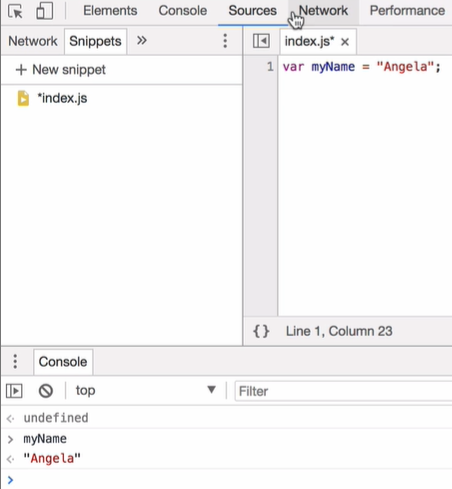 Elements Console Sources Network Performance
Network Snippets »
index.js* ×
+ New snippet
*index.js
1 var myName = "Angela";
{} Line 1, Column 23
Console
top ▼ Filter
undefined
> myName
"Angela"
>